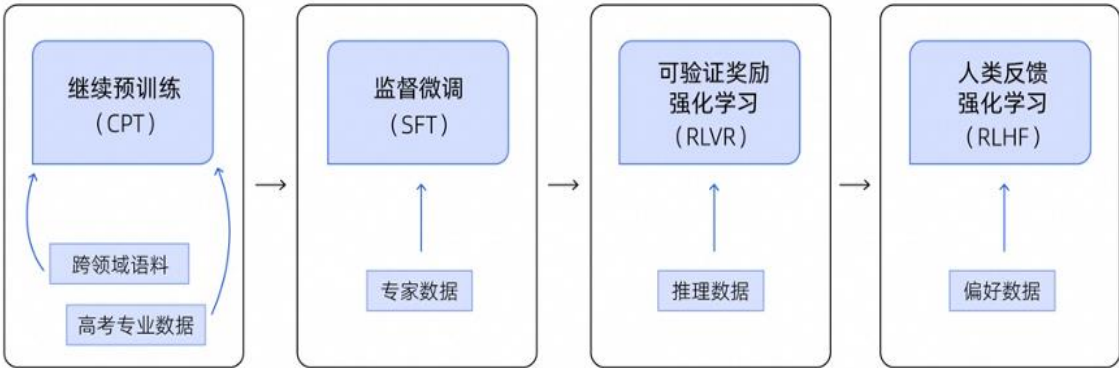 继续预训练
（CPT）
跨领域语料
高考专业数据
监督微调
（SFT）
专家数据
可验证奖励
强化学习
（RLVR）
推理数据
人类反馈
强化学习
（RLHF）
偏好数据